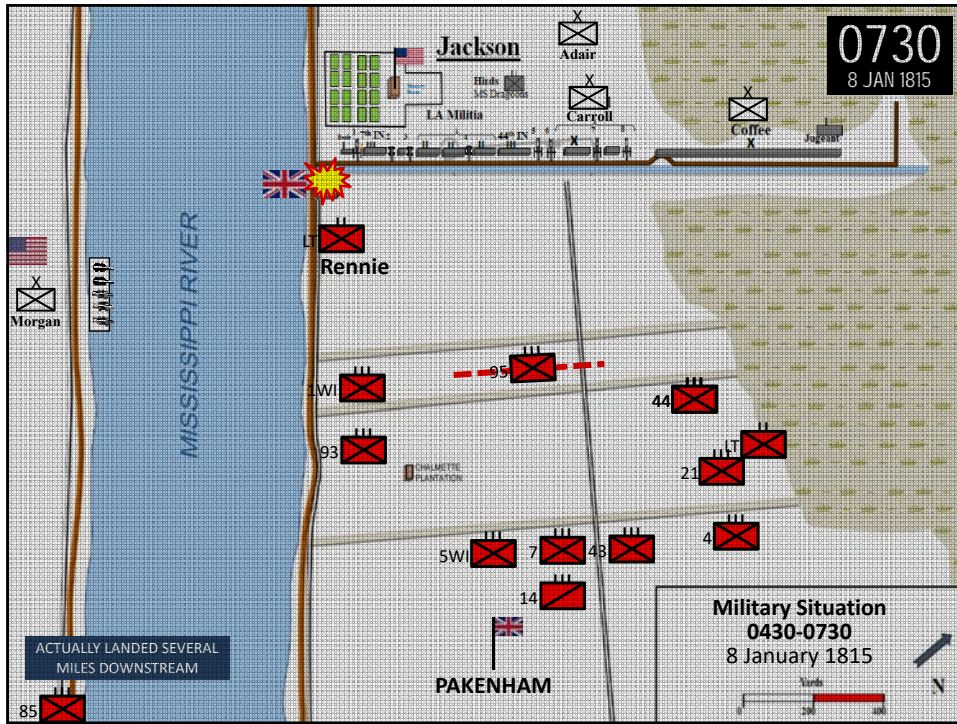 0730
8 JAN 1815
Jackson
Adair
Hinds
MS Dragoons
Carroll
LA Militia
Coffee
Jugeant
7th IN
44th IN
LT
Rennie
Morgan
MISSISSIPPI RIVER
95
1WI
44
93
LT
21
CHALMETTE
PLANTATION
5WI
7
43
4
14
PAKENHAM
ACTUALLY LANDED SEVERAL
MILES DOWNSTREAM
85
Military Situation
0430-0730
8 January 1815
Yards
0
200
400
N